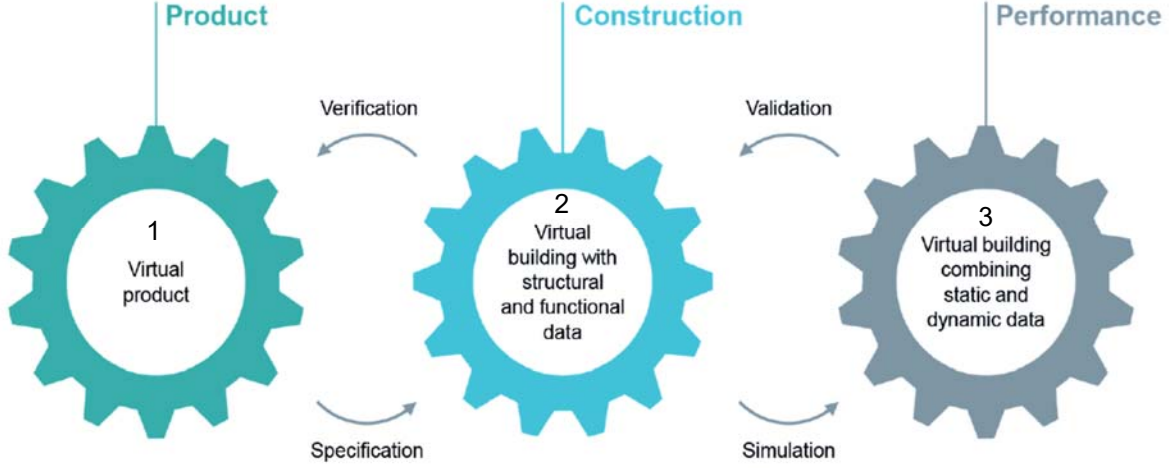 Product
Construction
Performance
Verification
Validation
1
Virtual
product
2
Virtual
building with
structural
and functional
data
3
Virtual building
combining
static and
dynamic data
Specification
Simulation